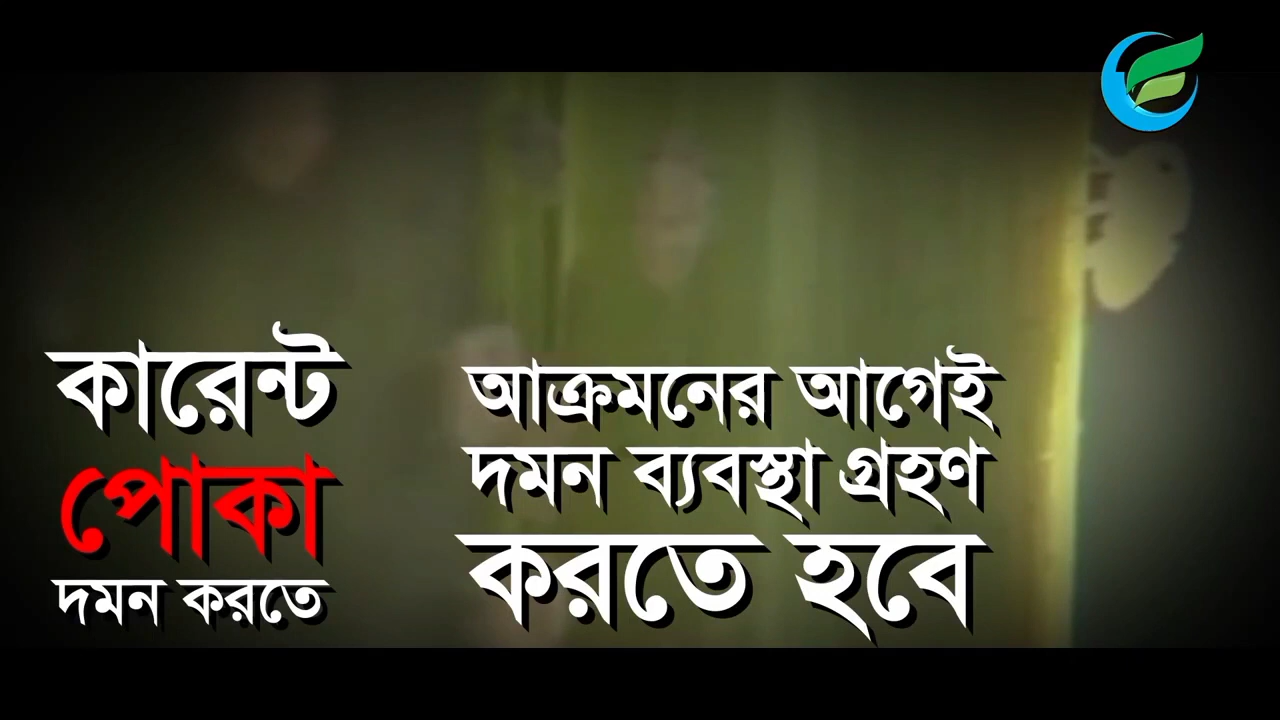 কারেন্ট
পোকা
দমন করতে
আক্রমনের আগেই
দমন ব্যবস্থা গ্রহণ
করতে হবে